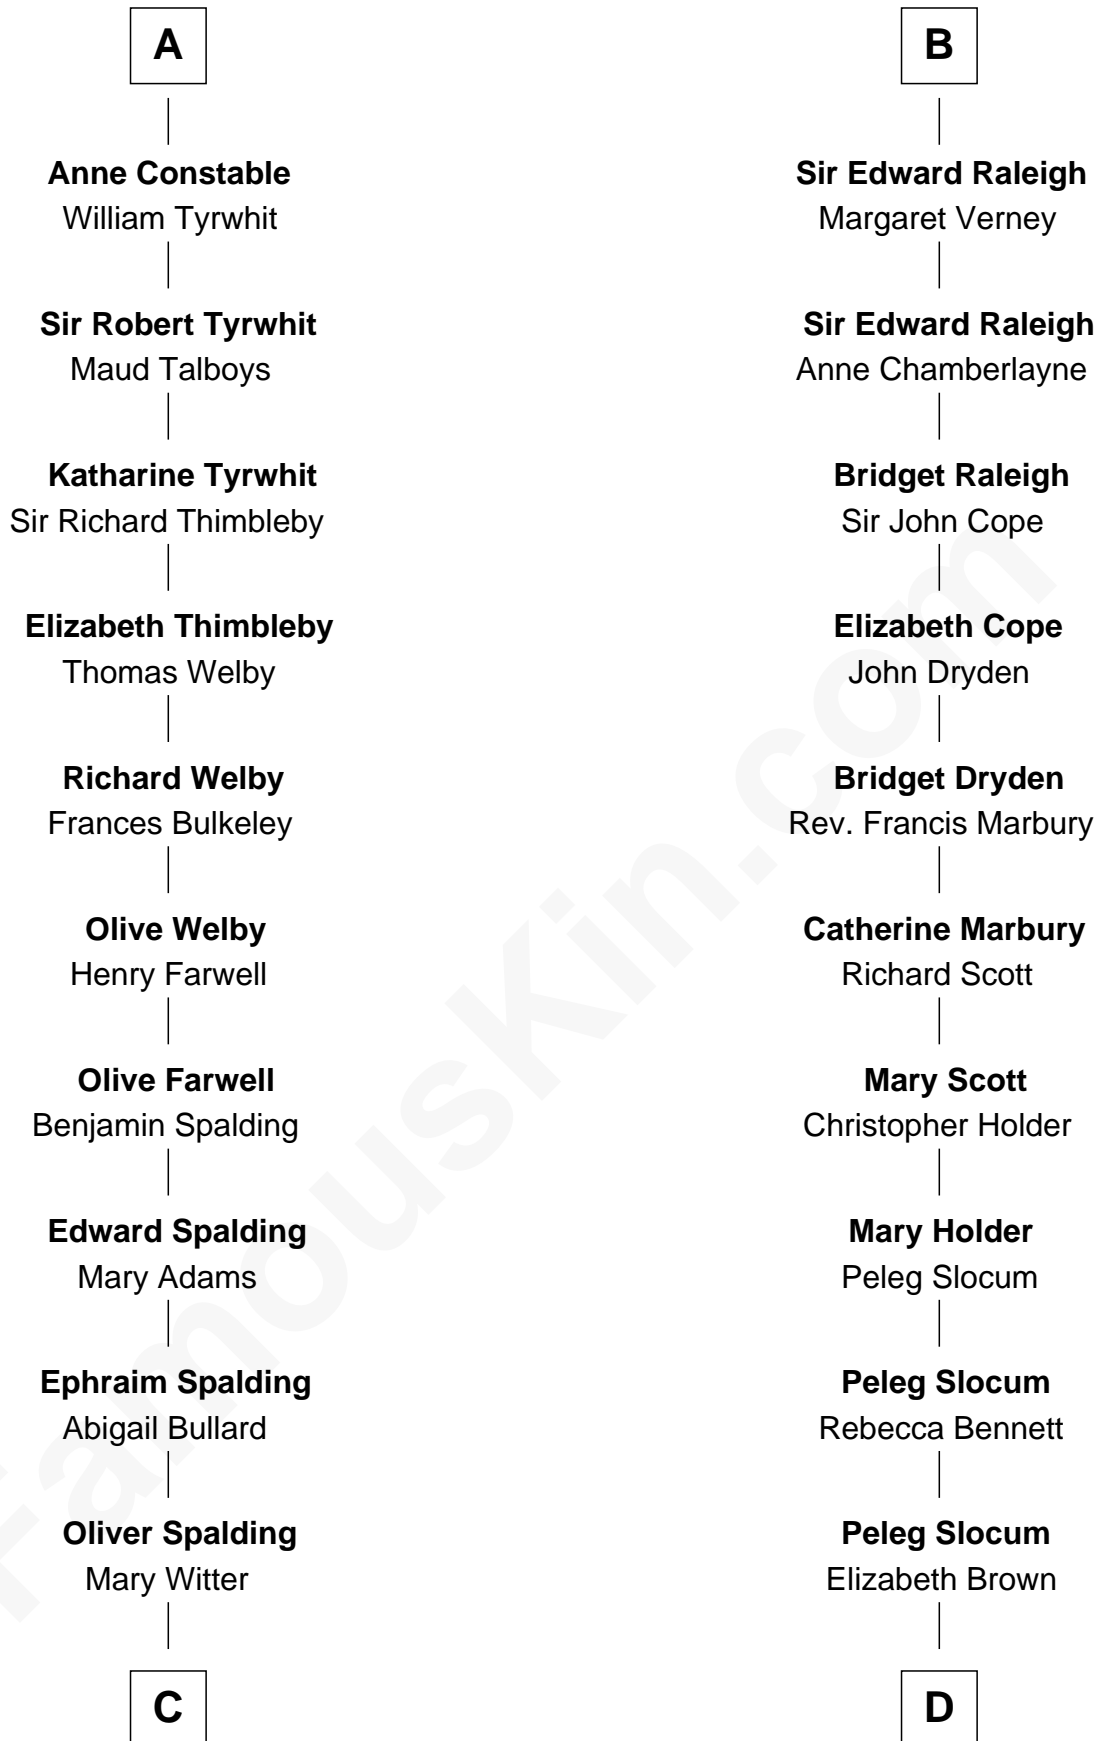 A
Anne Constable
William Tyrwhit
Sir Robert Tyrwhit
Maud Talboys
Katharine Tyrwhit
Sir Richard Thimbleby
Elizabeth Thimbleby
Thomas Welby
Richard Welby
Frances Bulkeley
Olive Welby
Henry Farwell
Olive Farwell
Benjamin Spalding
Edward Spalding
Mary Adams
Ephraim Spalding
Abigail Bullard
Oliver Spalding
Mary Witter
C
B
Sir Edward Raleigh
Margaret Verney
Sir Edward Raleigh
Anne Chamberlayne
Bridget Raleigh
Sir John Cope
Elizabeth Cope
John Dryden
Bridget Dryden
Rev. Francis Marbury
Catherine Marbury
Richard Scott
Mary Scott
Christopher Holder
Mary Holder
Peleg Slocum
Peleg Slocum
Rebecca Bennett
Peleg Slocum
Elizabeth Brown
D
FamousKin.com